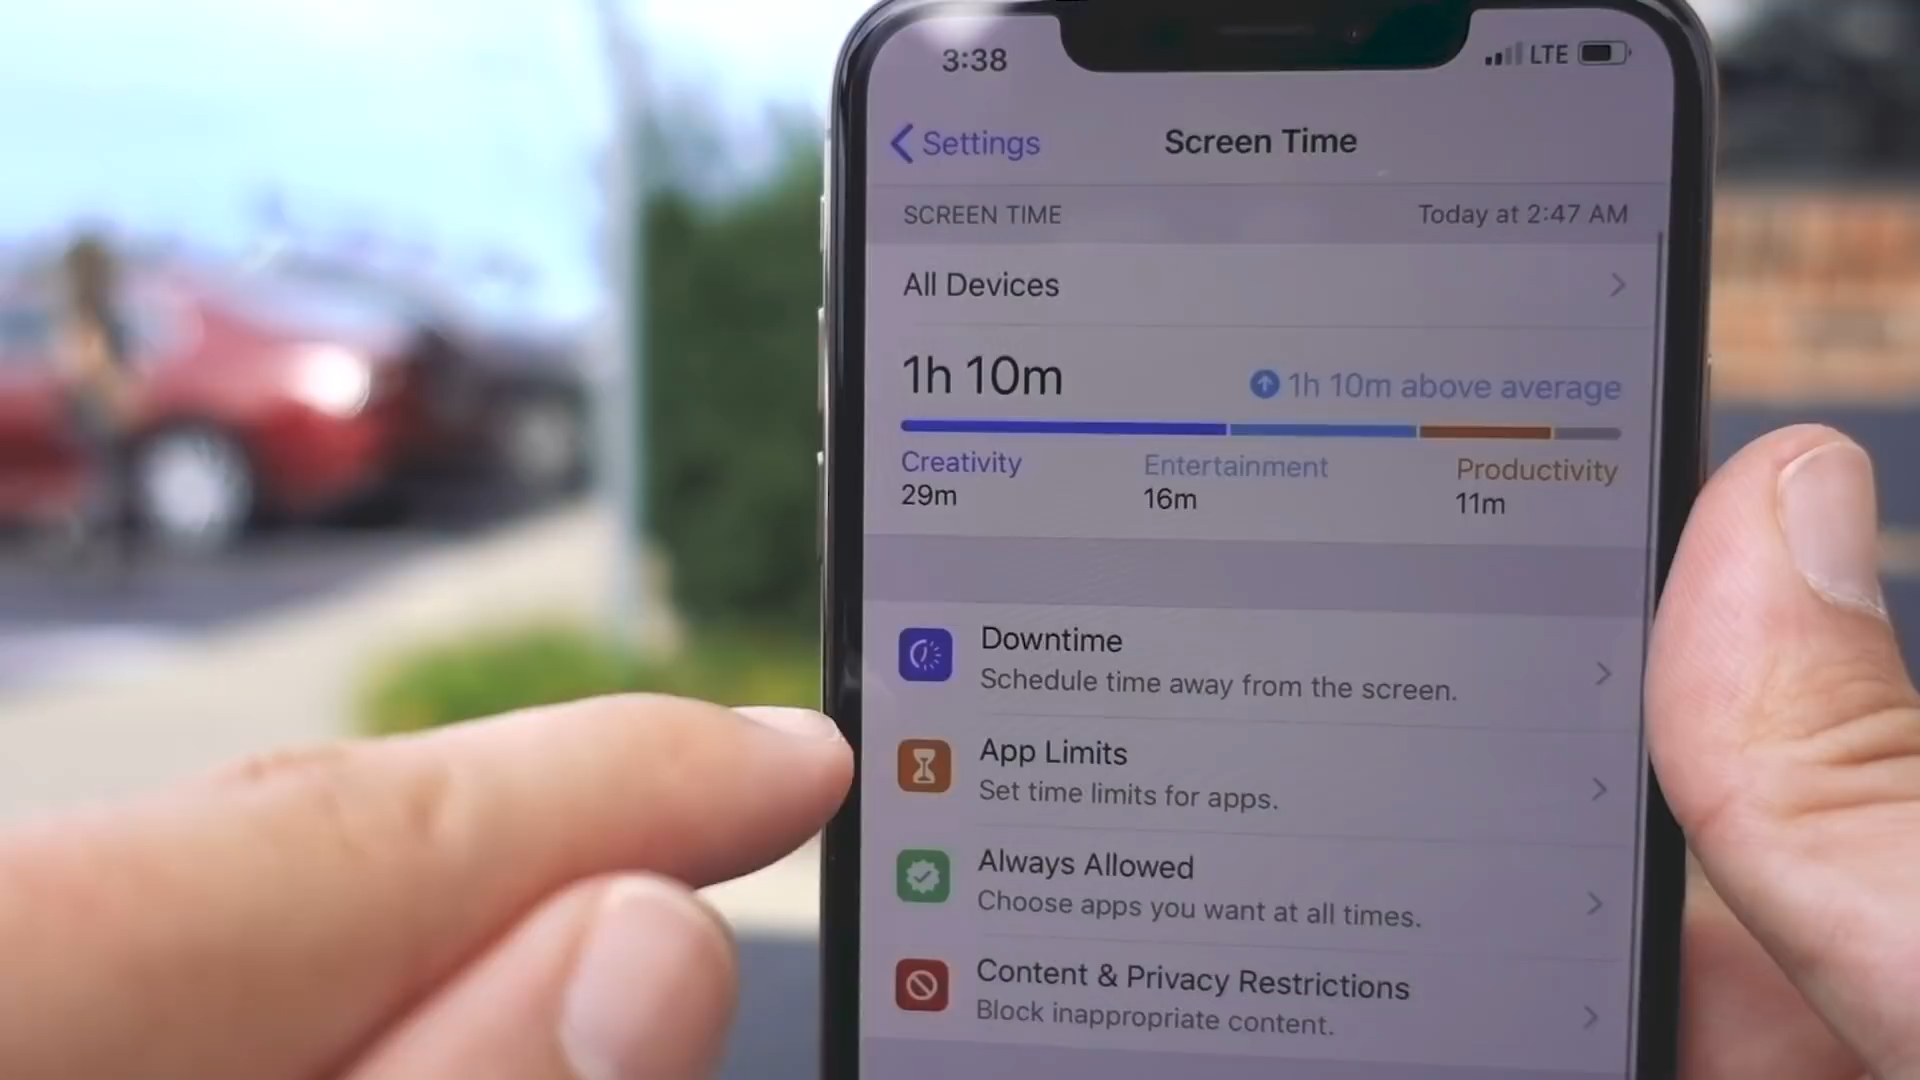 3:38 LTE
Settings Screen Time
SCREEN TIME Today at 2:47 AM
All Devices
1h 10m 1h 10m above average
Creativity Entertainment Productivity
29m 16m 11m
Downtime
Schedule time away from the screen.
App Limits
Set time limits for apps.
Always Allowed
Choose apps you want at all times.
Content & Privacy Restrictions
Block inappropriate content.